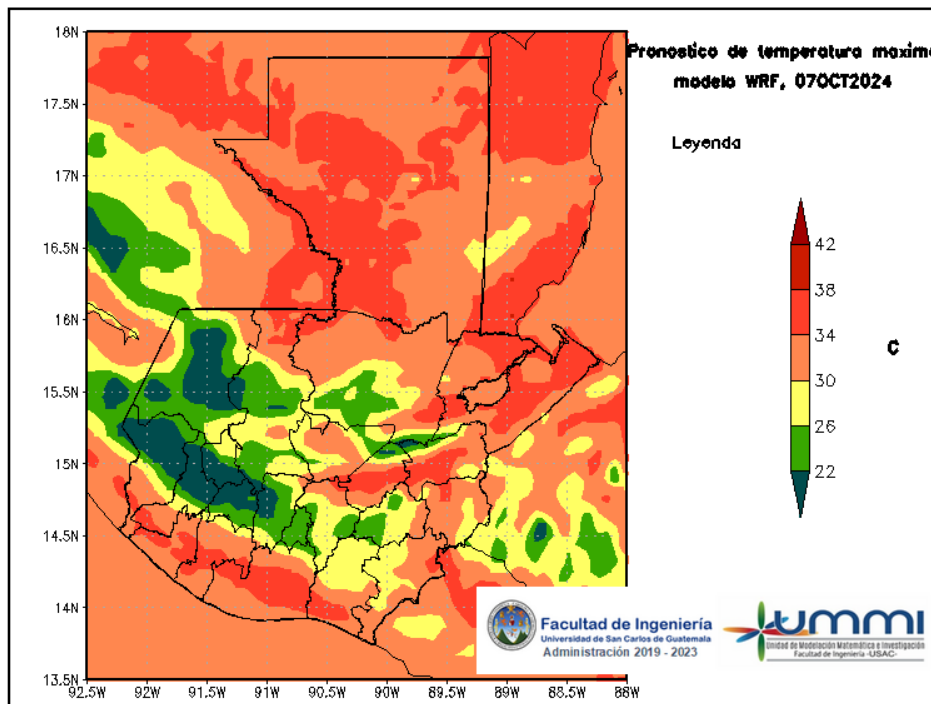 Pronostico de temperatura maxima
modelo WRF, 07OCT2024
Leyenda
18N
17.5N
17N
16.5N
16N
15.5N
15N
14.5N
14N
13.5N
92.5W
92W
91.5W
91W
90.5W
90W
89.5W
89W
88.5W
88W
42
38
34
30
26
22
C
Facultad de Ingeniería
Universidad de San Carlos de Guatemala
Administración 2019 - 2023
UMMI
Unidad de Modelación Matemática e Investigación
Facultad de Ingeniería -USAC-